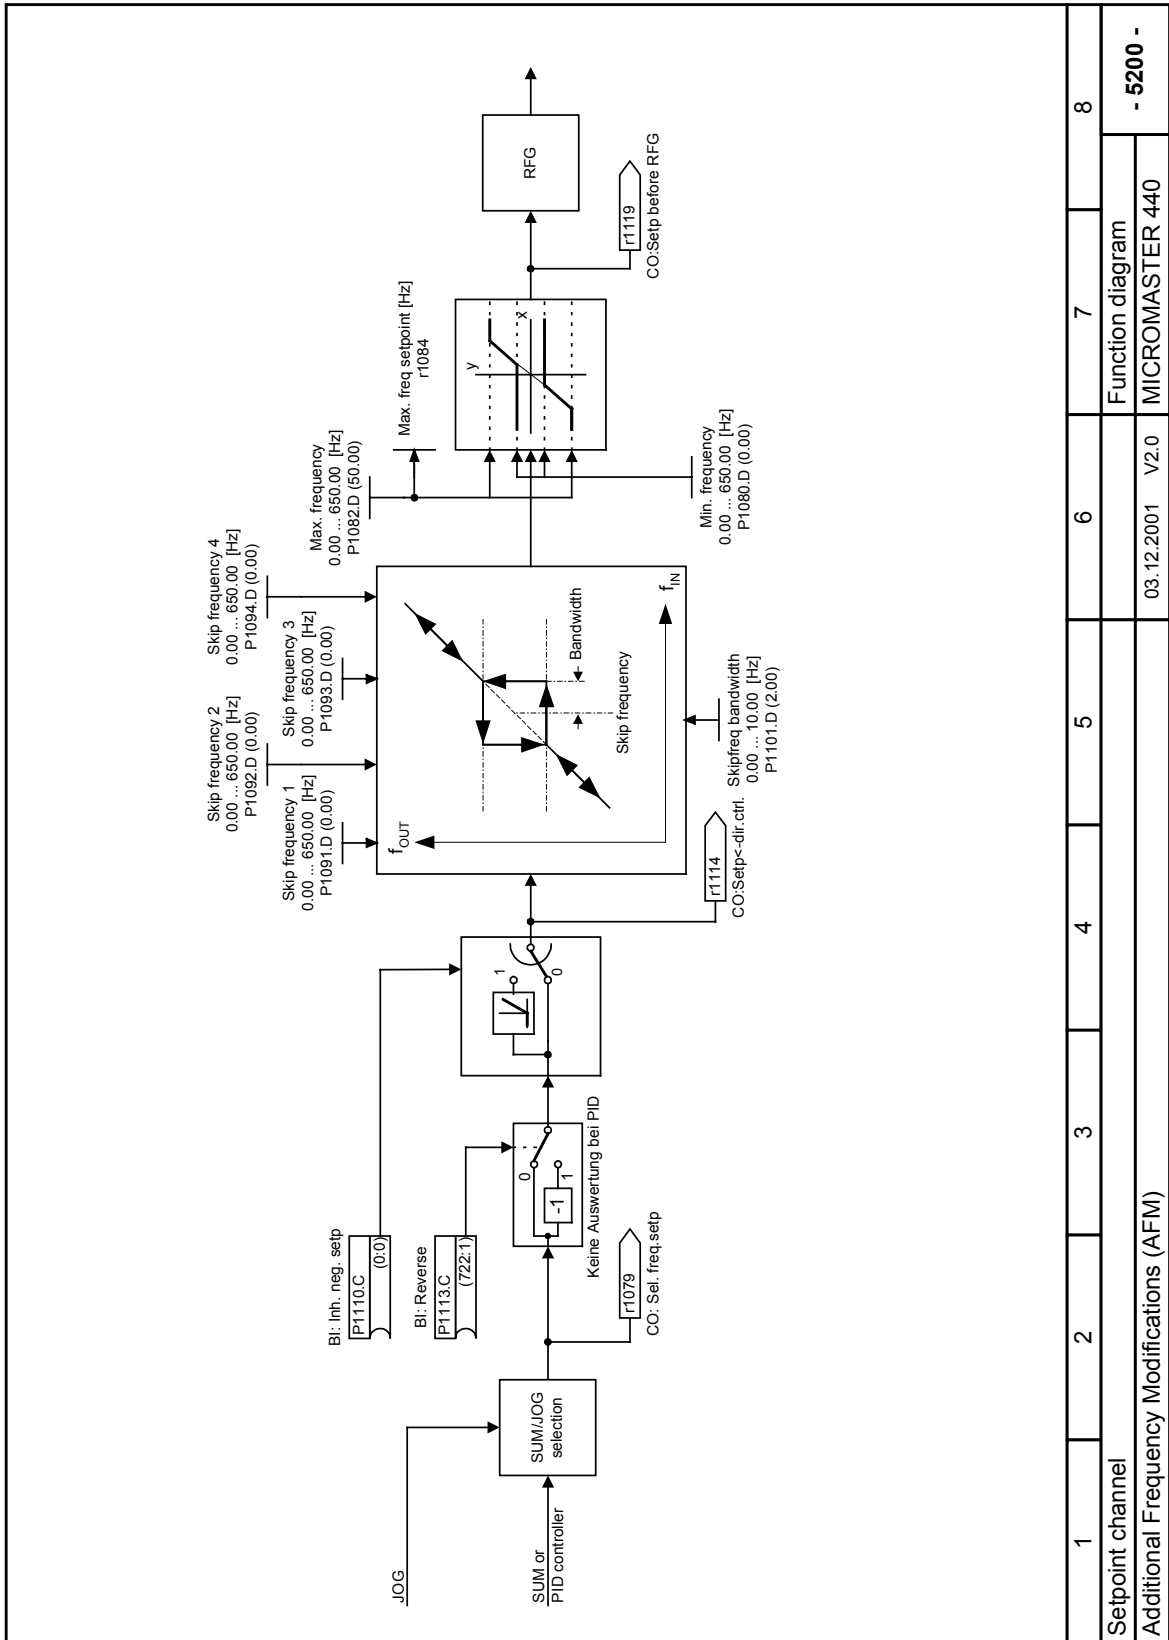 JOG
SUM or
PID controller
SUM/JOG
selection
r1079
CO: Sel. freq.setp
BI: Inh. neg. setp
P1110.C
(0:0)
BI: Reverse
P1113.C
(722:1)
0
1
-1
Keine Auswertung bei PID
1
0
r1114
CO:Setp<-dir.ctrl.
Skip frequency 1
0.00 ... 650.00 [Hz]
P1091.D (0.00)
Skip frequency 2
0.00 ... 650.00 [Hz]
P1092.D (0.00)
Skip frequency 3
0.00 ... 650.00 [Hz]
P1093.D (0.00)
Skip frequency 4
0.00 ... 650.00 [Hz]
P1094.D (0.00)
fOUT
fIN
Bandwidth
Skip frequency
Skipfreq bandwidth
0.00 ... 10.00 [Hz]
P1101.D (2.00)
Max. frequency
0.00 ... 650.00 [Hz]
P1082.D (50.00)
Max. freq setpoint [Hz]
r1084
y
x
Min. frequency
0.00 ... 650.00 [Hz]
P1080.D (0.00)
r1119
CO:Setp before RFG
RFG
1 2 3 4 5 6 7 8
Setpoint channel Function diagram - 5200 -
Additional Frequency Modifications (AFM) 03.12.2001 V2.0 MICROMASTER 440